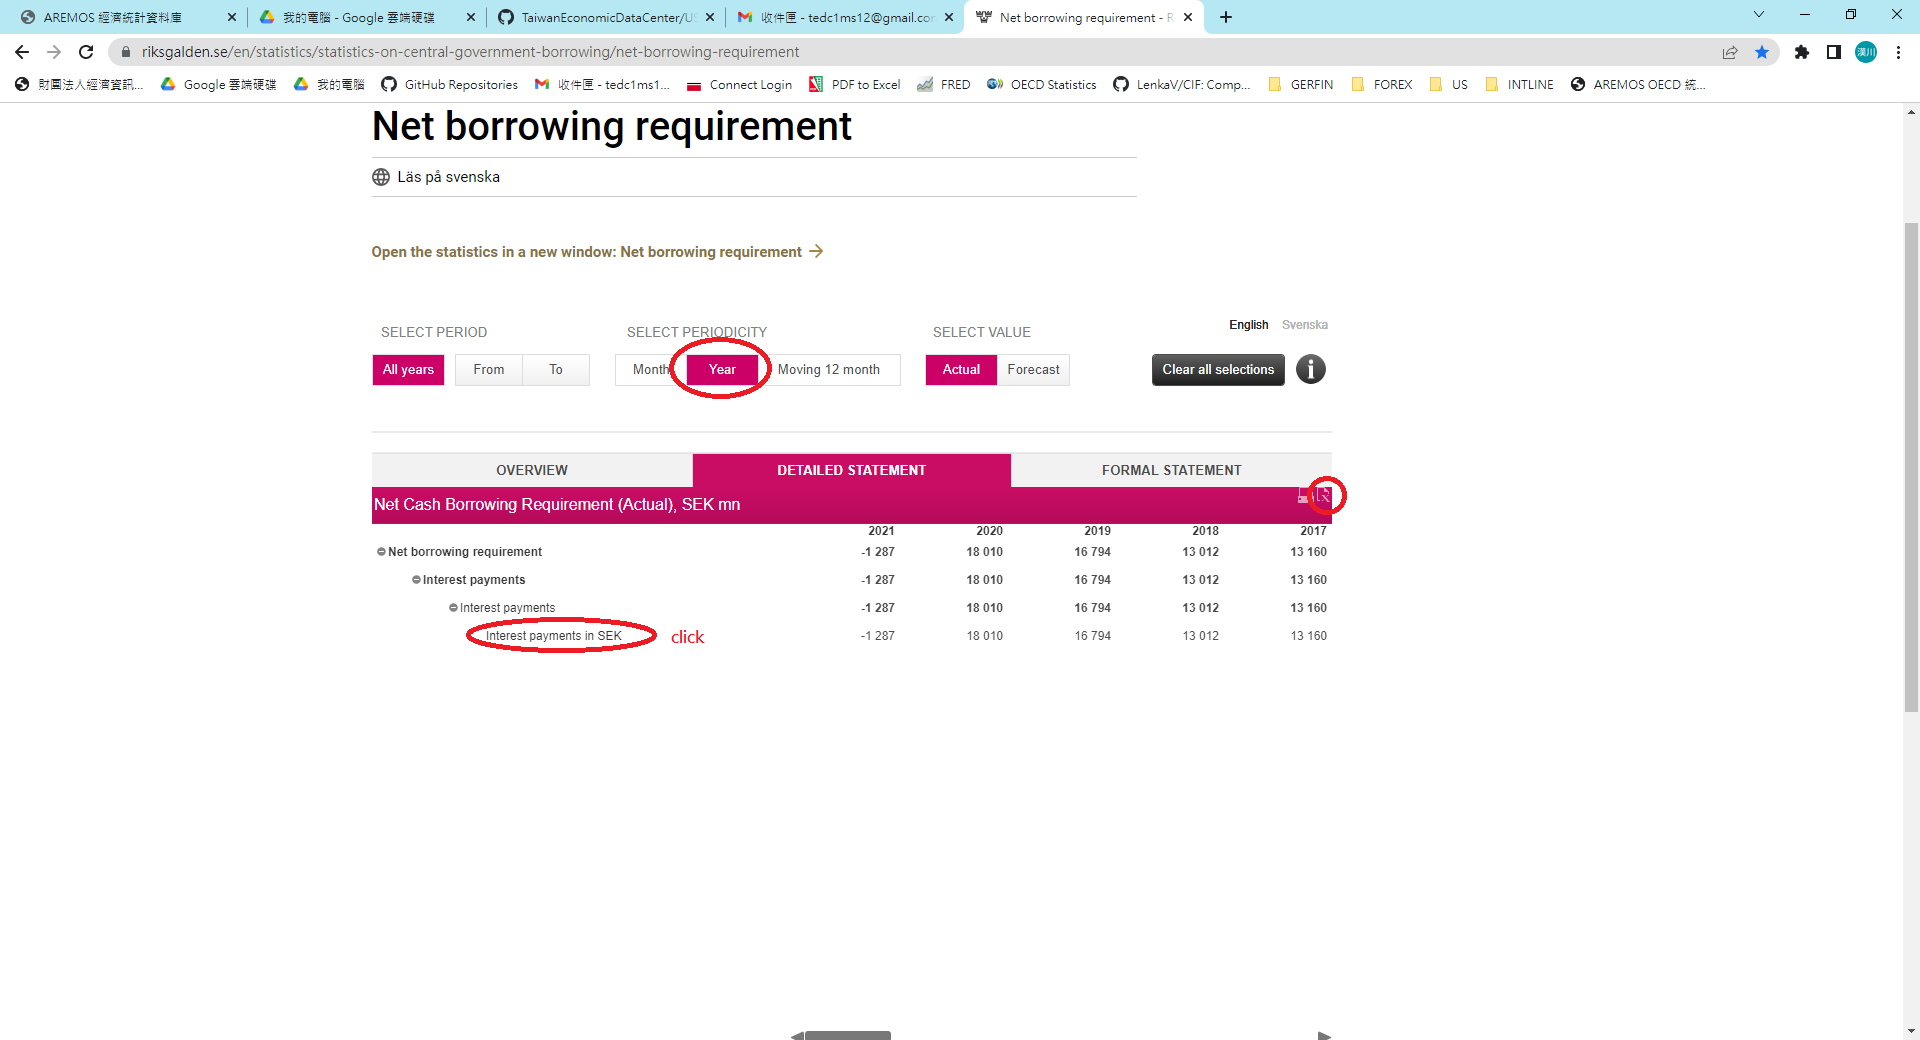 AREMOS 經濟統計資料庫
我的電腦 - Google 雲端硬碟
TaiwanEconomicDataCenter/US
收件匣 - tedc1ms12@gmail.com
Net borrowing requirement - R
riksgalden.se/en/statistics/statistics-on-central-government-borrowing/net-borrowing-requirement
漢川
財團法人經濟資訊...
Google 雲端硬碟
我的電腦
GitHub Repositories
收件匣 - tedc1ms1...
Connect Login
PDF to Excel
FRED
OECD Statistics
LenkaV/CIF: Comp...
GERFIN
FOREX
US
INTLINE
AREMOS OECD 統...
Net borrowing requirement
Läs på svenska
Open the statistics in a new window: Net borrowing requirement
English Svenska
SELECT PERIOD SELECT PERIODICITY SELECT VALUE
All years From To Month Year Moving 12 month Actual Forecast Clear all selections
OVERVIEW DETAILED STATEMENT FORMAL STATEMENT
Net Cash Borrowing Requirement (Actual), SEK mn
2021 2020 2019 2018 2017
Net borrowing requirement -1 287 18 010 16 794 13 012 13 160
Interest payments -1 287 18 010 16 794 13 012 13 160
Interest payments -1 287 18 010 16 794 13 012 13 160
Interest payments in SEK click -1 287 18 010 16 794 13 012 13 160